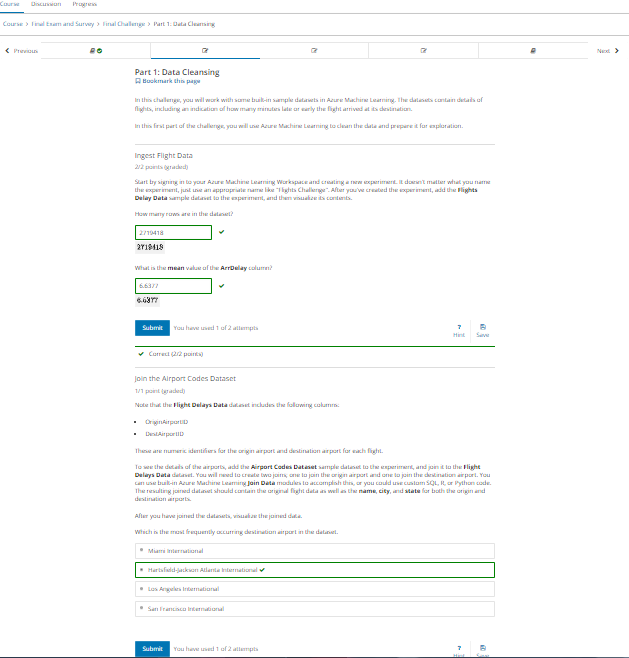 Course Discussion Progress
Course > Final Exam and Survey > Final Challenge > Part 1: Data Cleansing
Previous Next
Part 1: Data Cleansing
Bookmark this page
In this challenge, you will work with some built-in sample datasets in Azure Machine Learning. The datasets contain details of
flights, including an indication of how many minutes late or early the flight arrived at its destination.
In this first part of the challenge, you will use Azure Machine Learning to clean the data and prepare it for exploration.
Ingest Flight Data
2/2 points (graded)
Start by signing in to your Azure Machine Learning Workspace and creating a new experiment. It doesn't matter what you name
the experiment, just use an appropriate name like "Flights Challenge". After you've created the experiment, add the Flights
Delay Data sample dataset to the experiment, and then visualize its contents.
How many rows are in the dataset?
2719418
2719418
What is the mean value of the ArrDelay column?
6.6377
6.6377
Submit You have used 1 of 2 attempts
Hint Save
Correct (2/2 points)
Join the Airport Codes Dataset
1/1 point (graded)
Note that the Flight Delays Data dataset includes the following columns:
OriginAirportID
DestAirportID
These are numeric identifiers for the origin airport and destination airport for each flight.
To see the details of the airports, add the Airport Codes Dataset sample dataset to the experiment, and join it to the Flight
Delays Data dataset. You will need to create two joins, one to join the origin airport and one to join the destination airport. You
can use built-in Azure Machine Learning Join Data modules to accomplish this, or you could use custom SQL, R, or Python code.
The resulting joined dataset should contain the original flight data as well as the name, city, and state for both the origin and
destination airports.
After you have joined the datasets, visualize the joined data.
Which is the most frequently occurring destination airport in the dataset.
Miami International
Hartsfield-Jackson Atlanta International
Los Angeles International
San Francisco International
Submit You have used 1 of 2 attempts
Hint Save